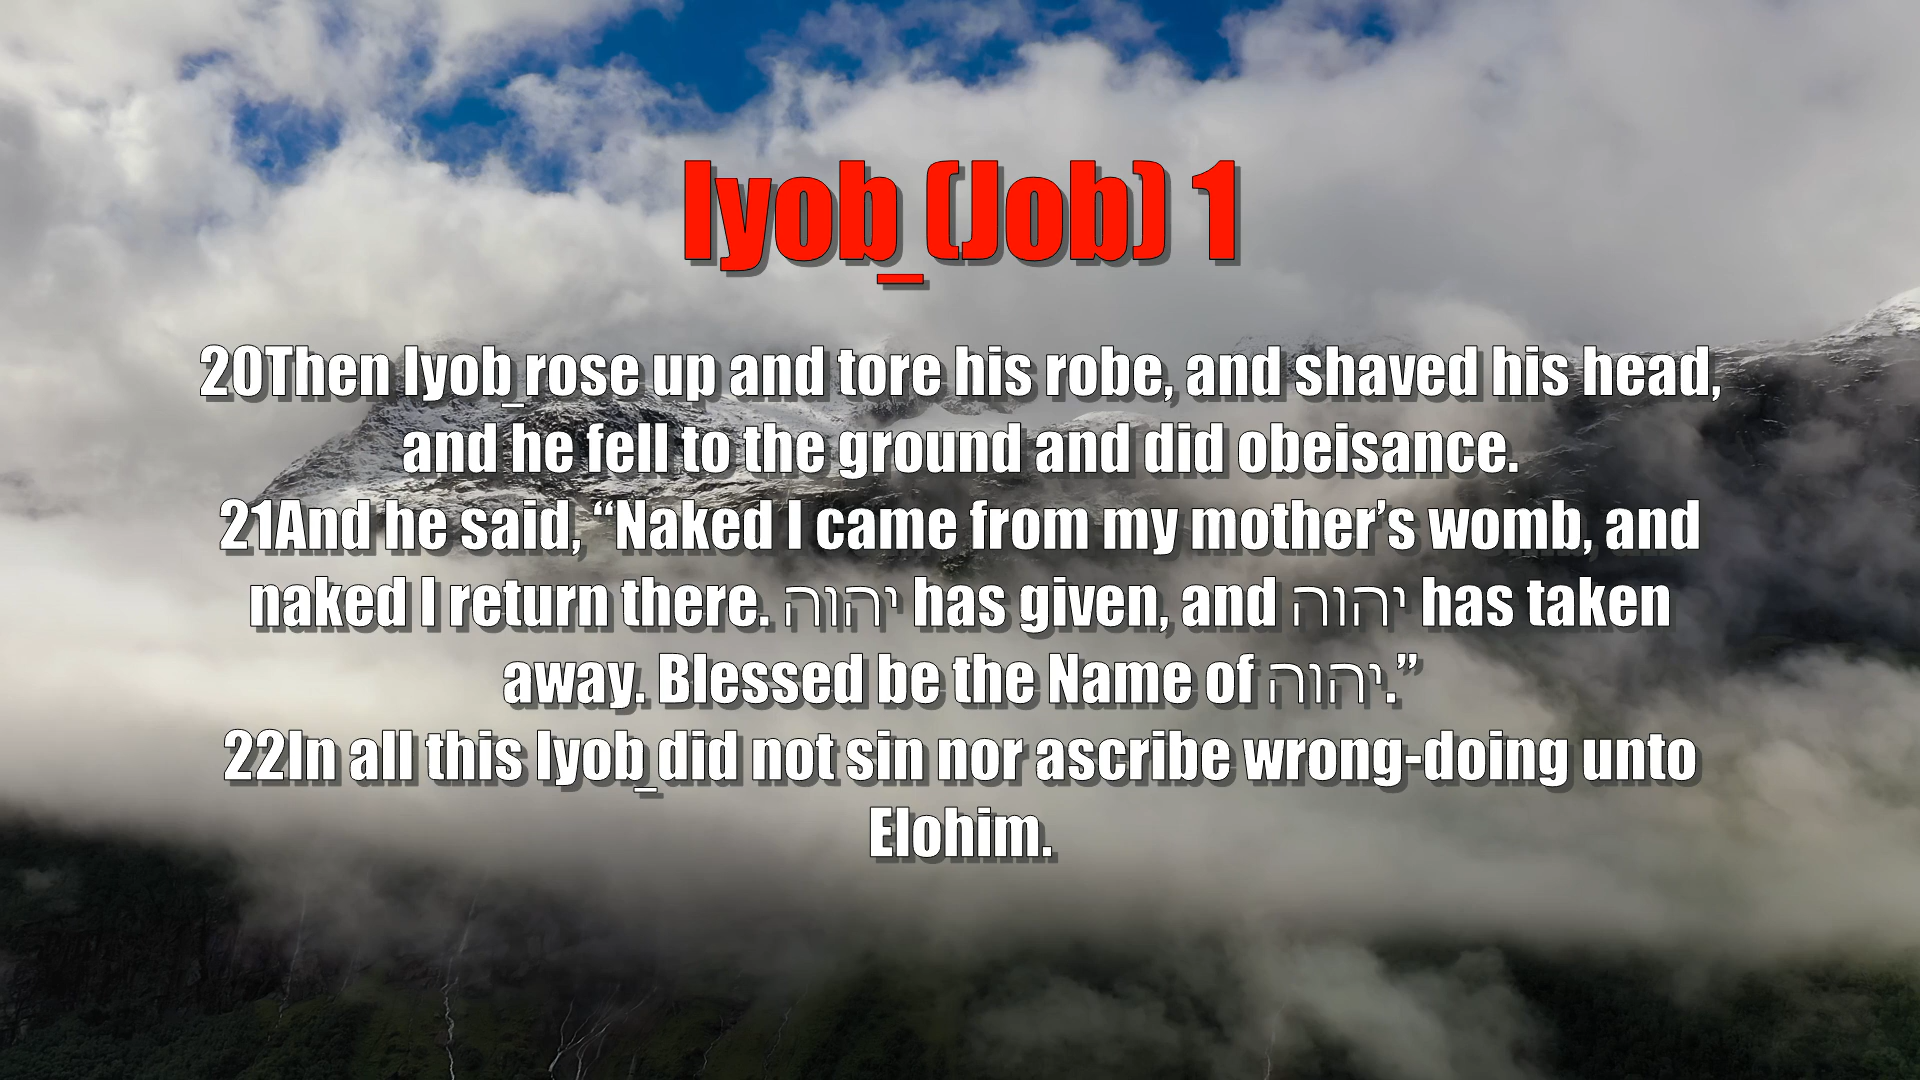 Iyoḇ (Job) 1
20Then Iyoḇ rose up and tore his robe, and shaved his head,
and he fell to the ground and did obeisance.
21And he said, “Naked I came from my mother’s womb, and
naked I return there. יהוה has given, and יהוה has taken
away. Blessed be the Name of יהוה.”
22In all this Iyoḇ did not sin nor ascribe wrong-doing unto
Elohim.